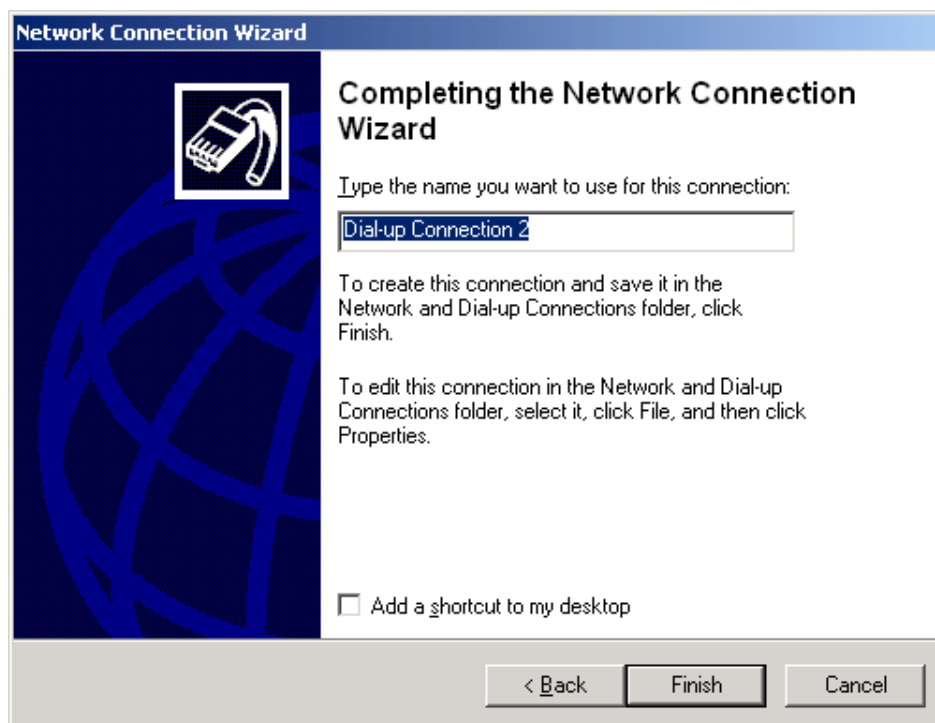 Network Connection Wizard
Completing the Network Connection
Wizard
Type the name you want to use for this connection:
Dial-up Connection 2
To create this connection and save it in the
Network and Dial-up Connections folder, click
Finish.
To edit this connection in the Network and Dial-up
Connections folder, select it, click File, and then click
Properties.
Add a shortcut to my desktop
< Back Finish Cancel